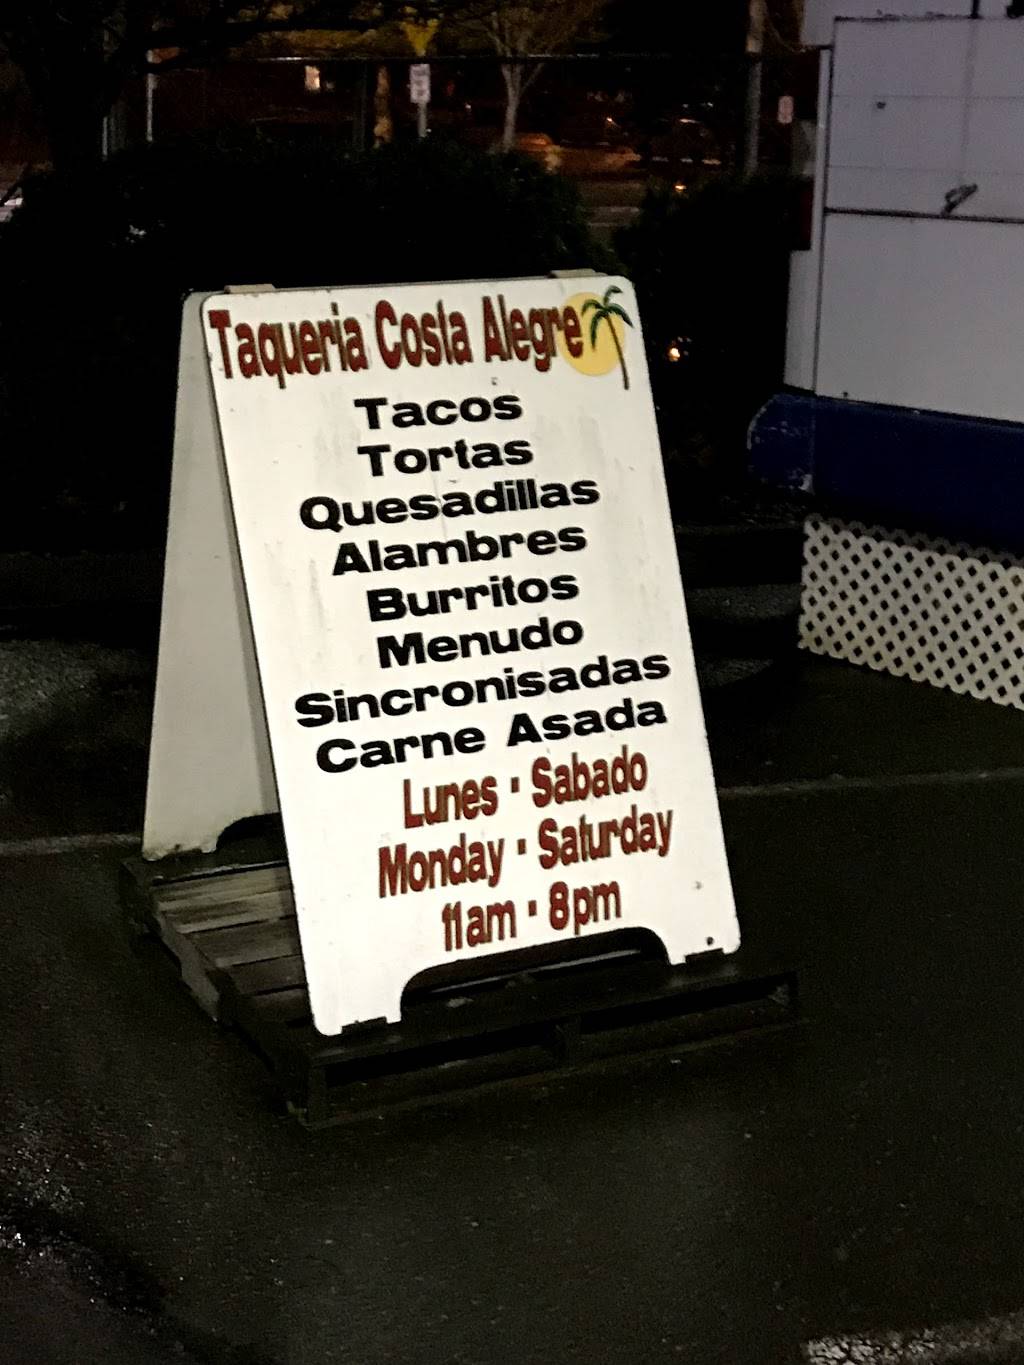 Taqueria Costa Alegre
Tacos
Tortas
Quesadillas
Alambres
Burritos
Menudo
Sincronisadas
Carne Asada
Lunes - Sabado
Monday - Saturday
11am - 8pm